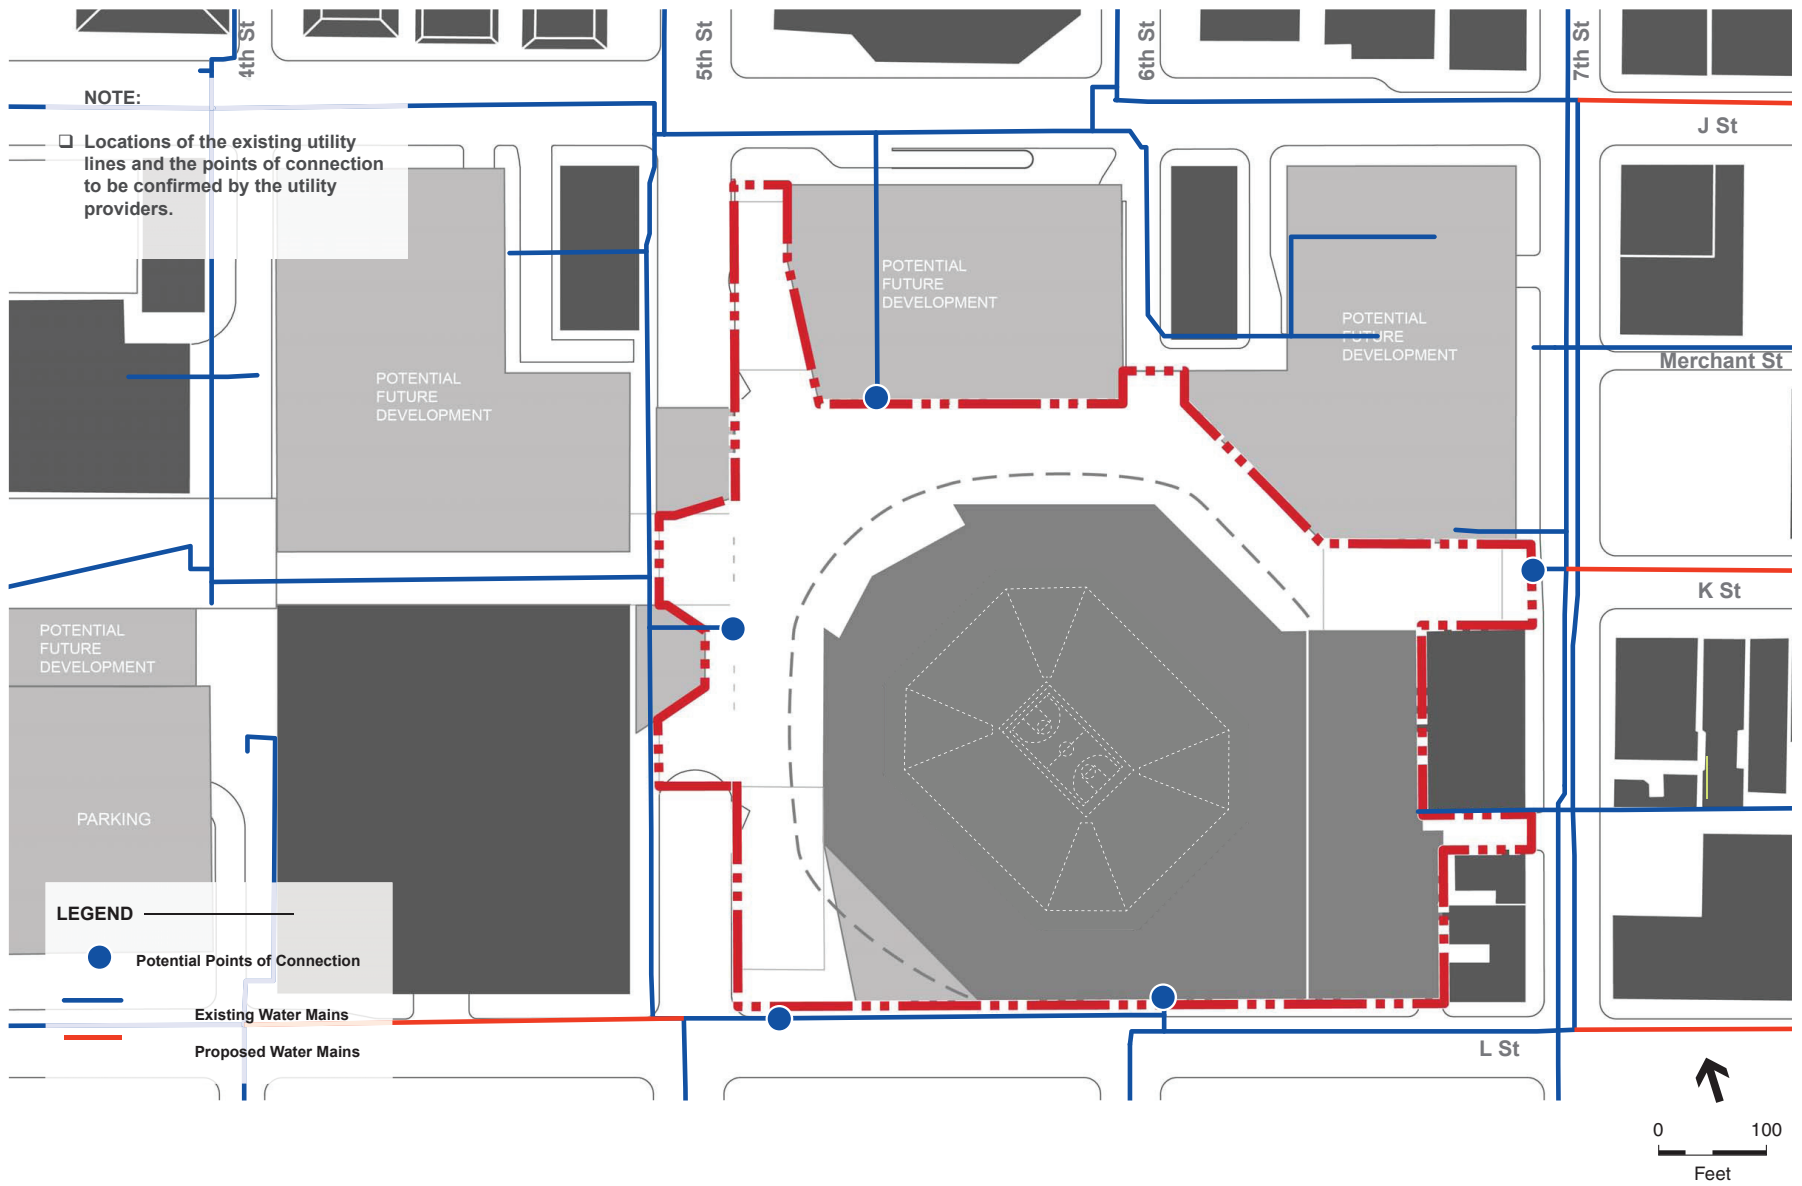 4th St
5th St
6th St
7th St
NOTE:
❑ Locations of the existing utility
lines and the points of connection
to be confirmed by the utility
providers.
J St
POTENTIAL
FUTURE
DEVELOPMENT
POTENTIAL
FUTURE
DEVELOPMENT
Merchant St
POTENTIAL
FUTURE
DEVELOPMENT
K St
POTENTIAL
FUTURE
DEVELOPMENT
PARKING
LEGEND
Potential Points of Connection
Existing Water Mains
Proposed Water Mains
L St
0 100
Feet